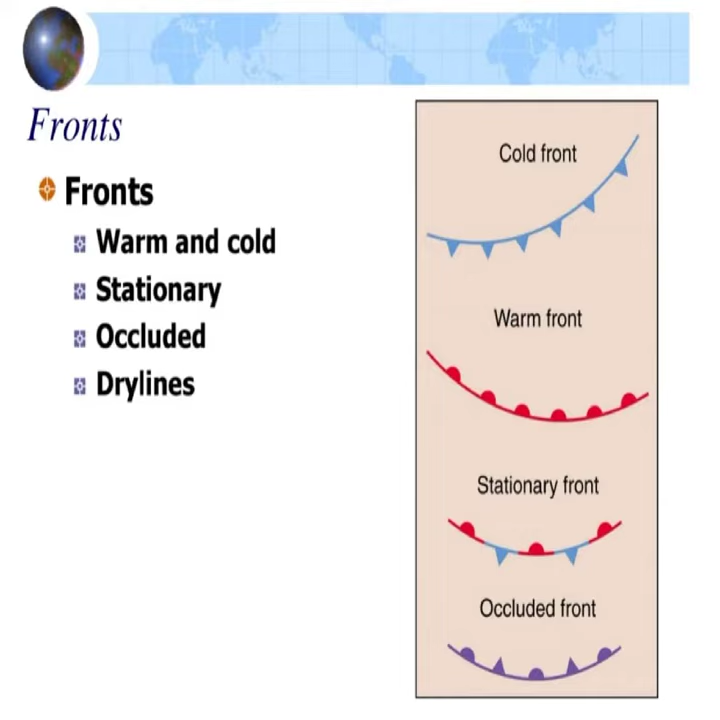 Fronts
Fronts
Warm and cold
Stationary
Occluded
Drylines
Cold front
Warm front
Stationary front
Occluded front